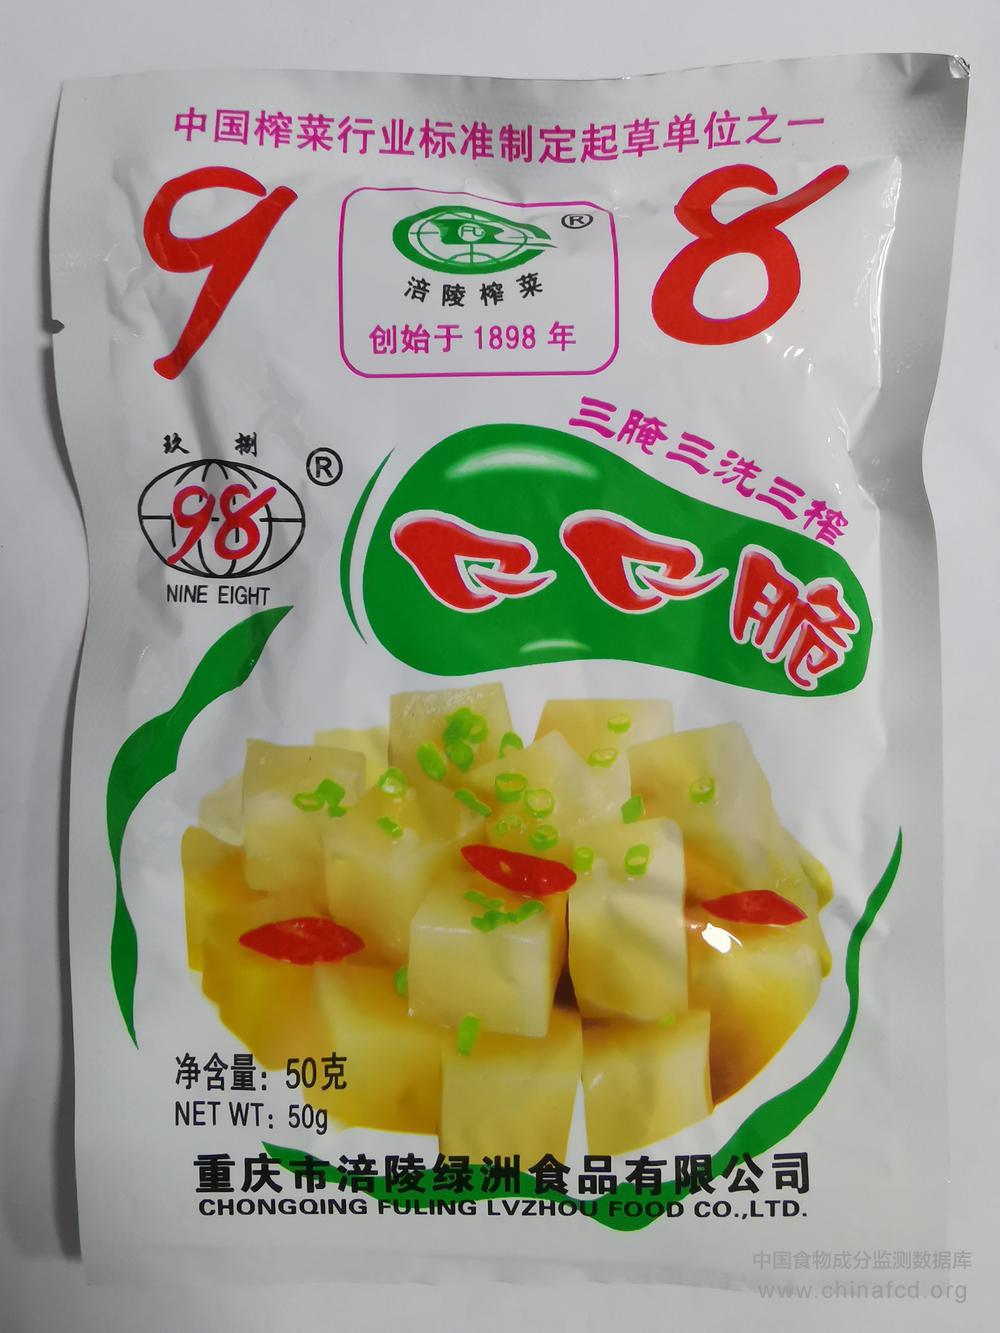 中国榨菜行业标准制定起草单位之一
98
FU
®
涪陵榨菜
创始于1898年
三腌三洗三榨
玖捌
98
®
NINE EIGHT
口口脆
净含量：50克
NET WT：50g
重庆市涪陵绿洲食品有限公司
CHONGQING FULING LVZHOU FOOD CO.,LTD.
中国食物成分监测数据库
www.chinafcd.org